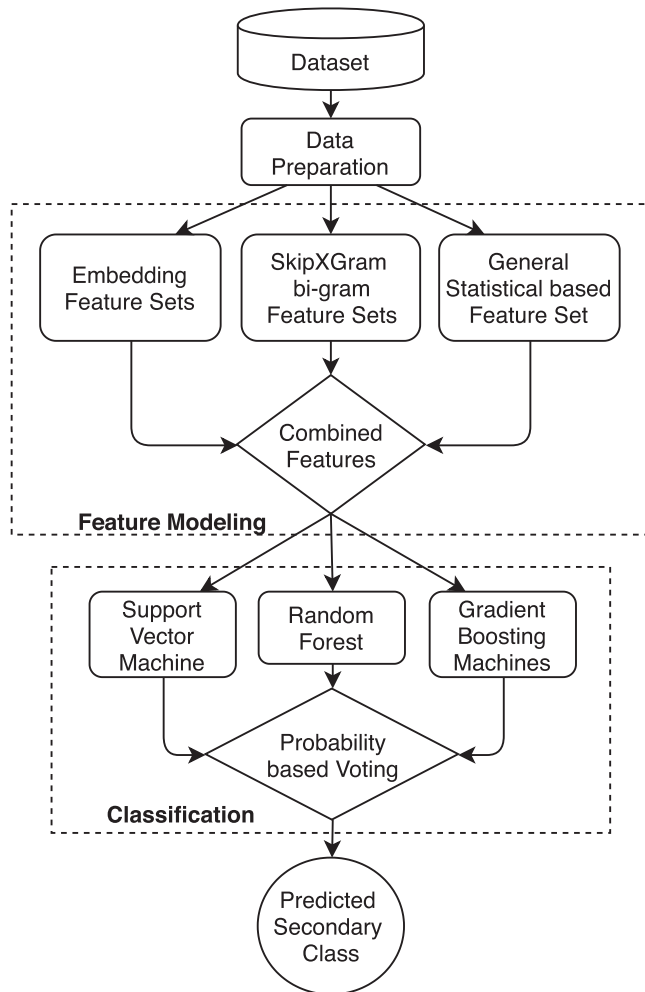 Dataset
Data
Preparation
Embedding
Feature Sets
SkipXGram
bi-gram
Feature Sets
General
Statistical based
Feature Set
Combined
Features
Feature Modeling
Support
Vector
Machine
Random
Forest
Gradient
Boosting
Machines
Probability
based Voting
Classification
Predicted
Secondary
Class